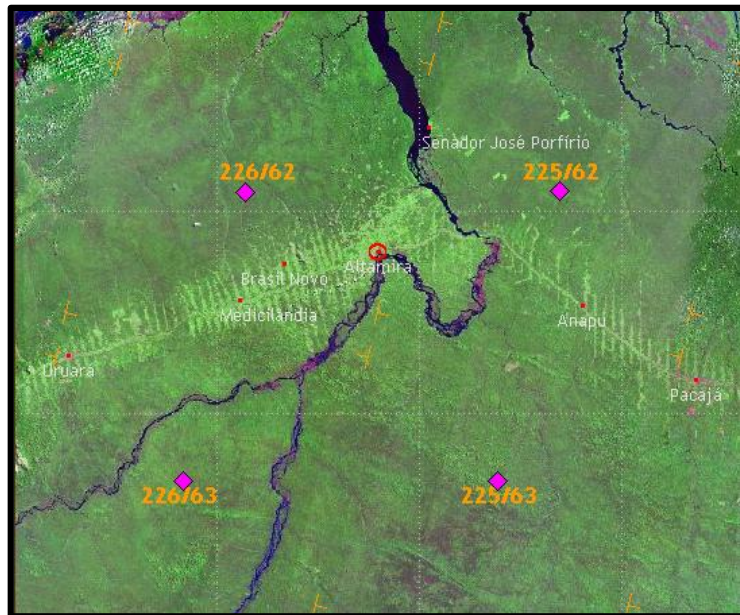 Senador José Porfírio
226/62
225/62
Altamira
Brasil Novo
Medicilândia
Anapu
Uruara
Pacajá
226/63
225/63